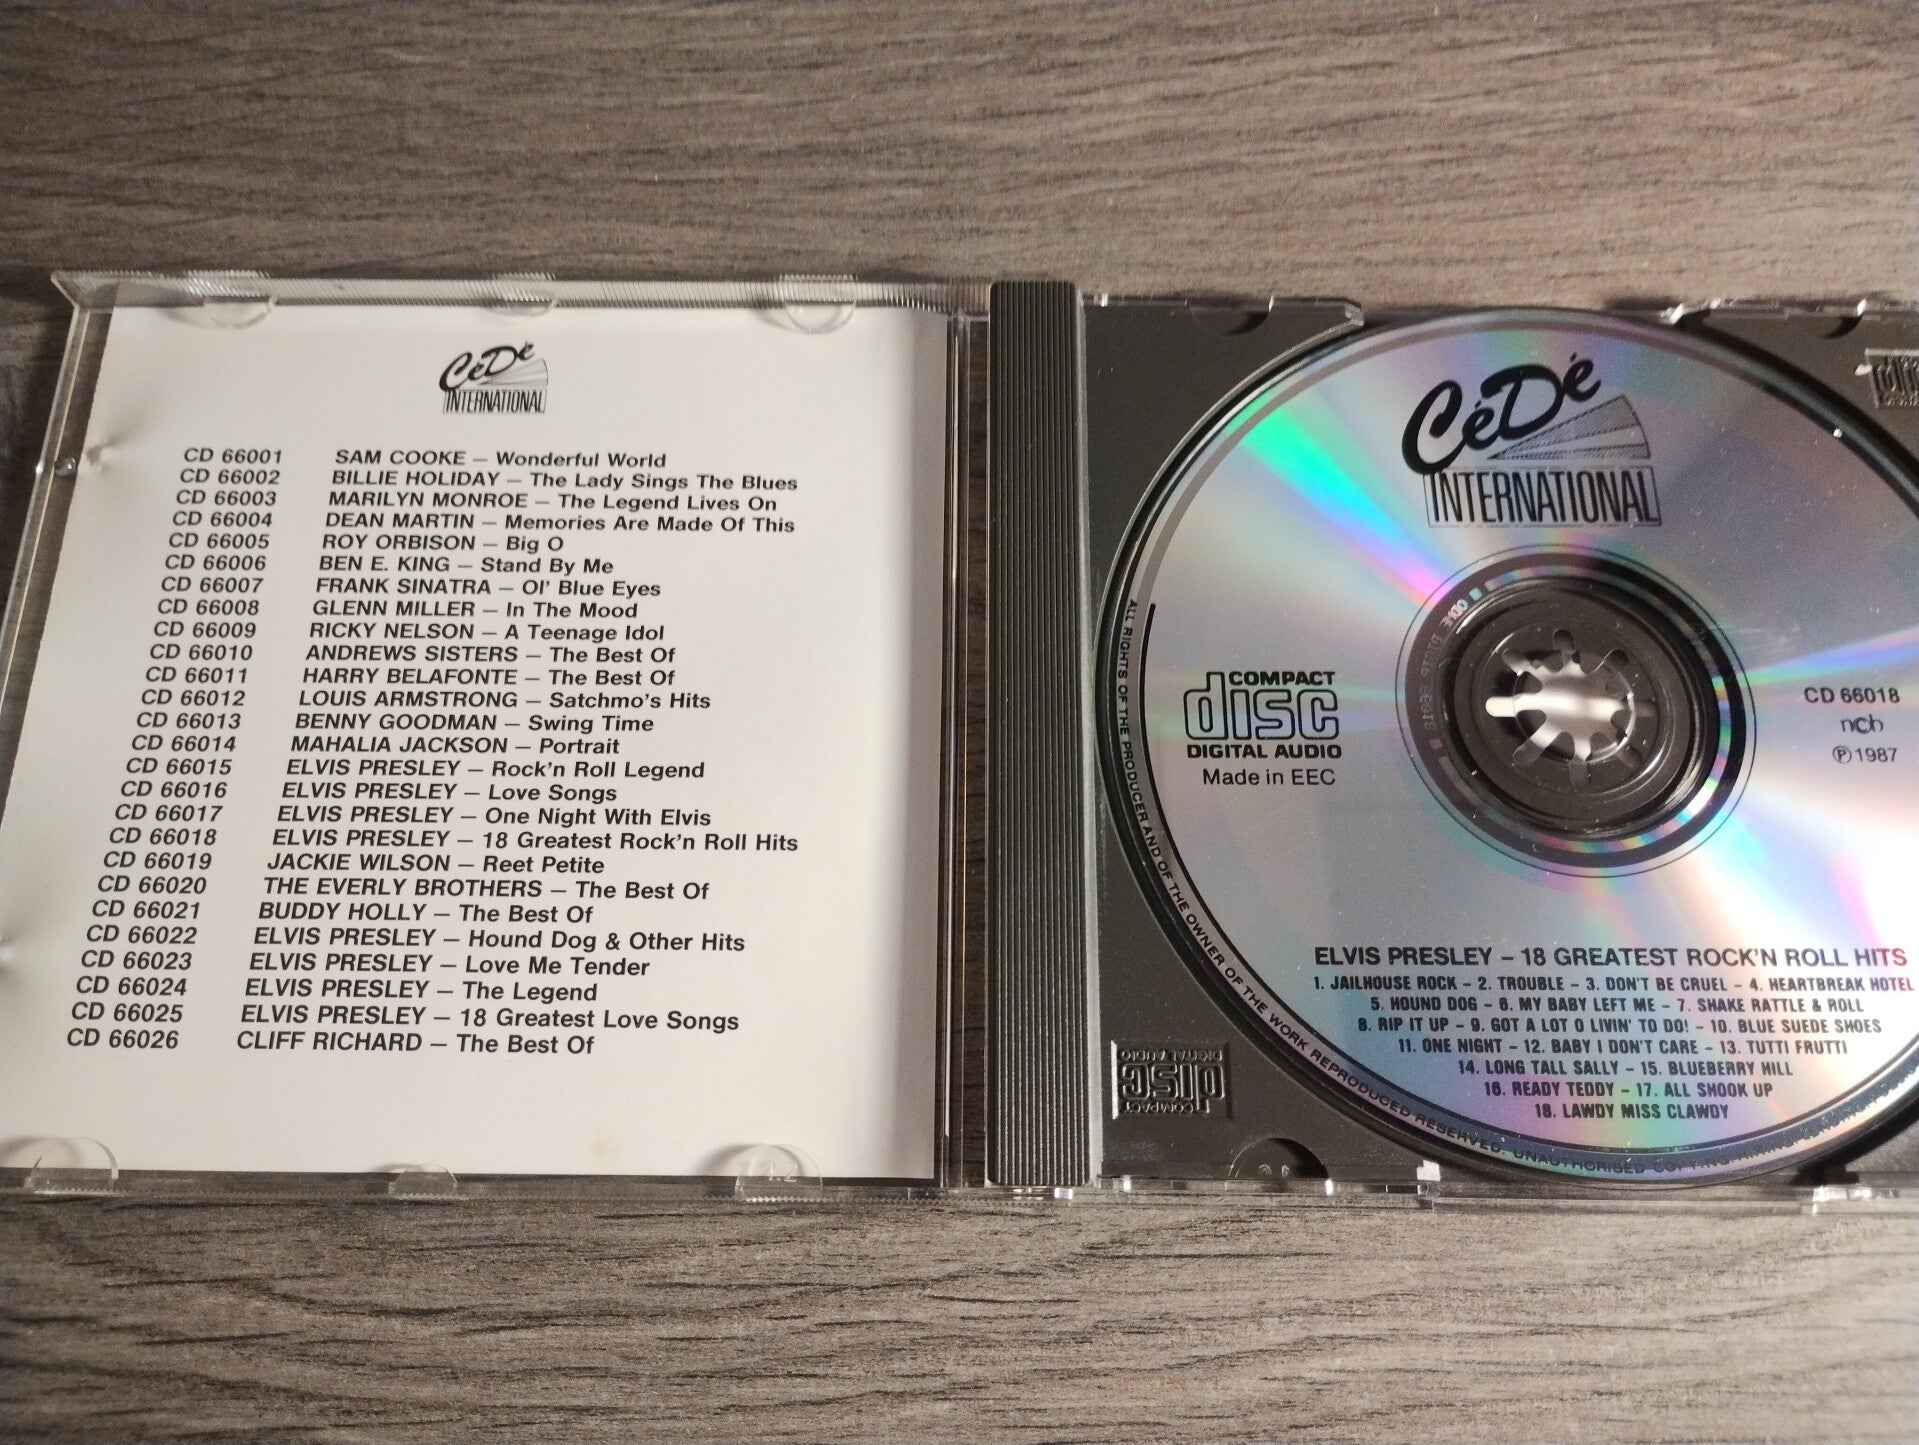 CéDé
INTERNATIONAL
CD 66001 SAM COOKE – Wonderful World
CD 66002 BILLIE HOLIDAY – The Lady Sings The Blues
CD 66003 MARILYN MONROE – The Legend Lives On
CD 66004 DEAN MARTIN – Memories Are Made Of This
CD 66005 ROY ORBISON – Big O
CD 66006 BEN E. KING – Stand By Me
CD 66007 FRANK SINATRA – Ol' Blue Eyes
CD 66008 GLENN MILLER – In The Mood
CD 66009 RICKY NELSON – A Teenage Idol
CD 66010 ANDREWS SISTERS – The Best Of
CD 66011 HARRY BELAFONTE – The Best Of
CD 66012 LOUIS ARMSTRONG – Satchmo's Hits
CD 66013 BENNY GOODMAN – Swing Time
CD 66014 MAHALIA JACKSON – Portrait
CD 66015 ELVIS PRESLEY – Rock'n Roll Legend
CD 66016 ELVIS PRESLEY – Love Songs
CD 66017 ELVIS PRESLEY – One Night With Elvis
CD 66018 ELVIS PRESLEY – 18 Greatest Rock'n Roll Hits
CD 66019 JACKIE WILSON – Reet Petite
CD 66020 THE EVERLY BROTHERS – The Best Of
CD 66021 BUDDY HOLLY – The Best Of
CD 66022 ELVIS PRESLEY – Hound Dog & Other Hits
CD 66023 ELVIS PRESLEY – Love Me Tender
CD 66024 ELVIS PRESLEY – The Legend
CD 66025 ELVIS PRESLEY – 18 Greatest Love Songs
CD 66026 CLIFF RICHARD – The Best Of
CéDé
INTERNATIONAL
COMPACT
disc
DIGITAL AUDIO
Made in EEC
CD 66018
ncb
℗ 1987
ELVIS PRESLEY – 18 GREATEST ROCK'N ROLL HITS
1. JAILHOUSE ROCK – 2. TROUBLE – 3. DON'T BE CRUEL – 4. HEARTBREAK HOTEL
5. HOUND DOG – 6. MY BABY LEFT ME – 7. SHAKE RATTLE & ROLL
8. RIP IT UP – 9. GOT A LOT O LIVIN' TO DO! – 10. BLUE SUEDE SHOES
11. ONE NIGHT – 12. BABY I DON'T CARE – 13. TUTTI FRUTTI
14. LONG TALL SALLY – 15. BLUEBERRY HILL
16. READY TEDDY – 17. ALL SHOOK UP
18. LAWDY MISS CLAWDY
ALL RIGHTS OF THE PRODUCER AND OF THE OWNER OF THE WORK REPRODUCED RESERVED. UNAUTHORISED COPYING
COMPACT
disc
DIGITAL AUDIO